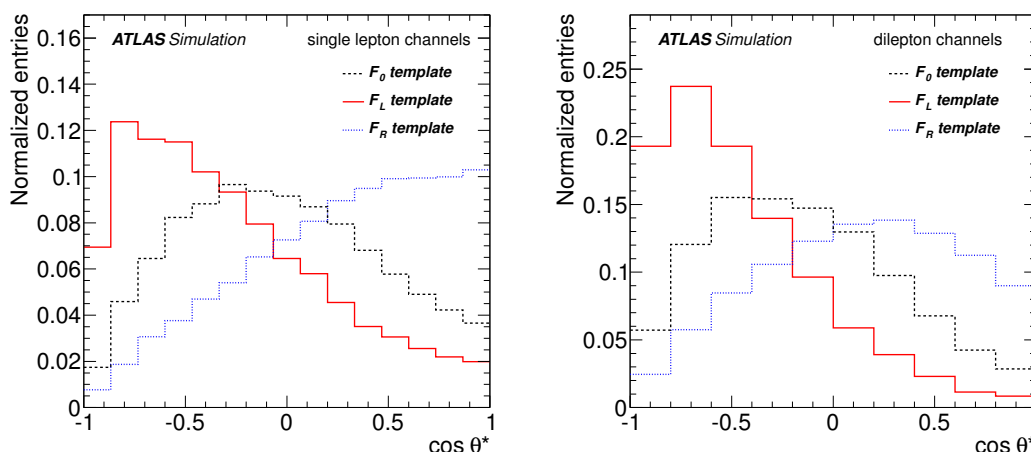 ATLAS Simulation
single lepton channels
F0 template
FL template
FR template
Normalized entries
0.16
0.14
0.12
0.1
0.08
0.06
0.04
0.02
0
-1
-0.5
0
0.5
1
cos θ*
ATLAS Simulation
dilepton channels
F0 template
FL template
FR template
Normalized entries
0.25
0.2
0.15
0.1
0.05
0
-1
-0.5
0
0.5
1
cos θ*